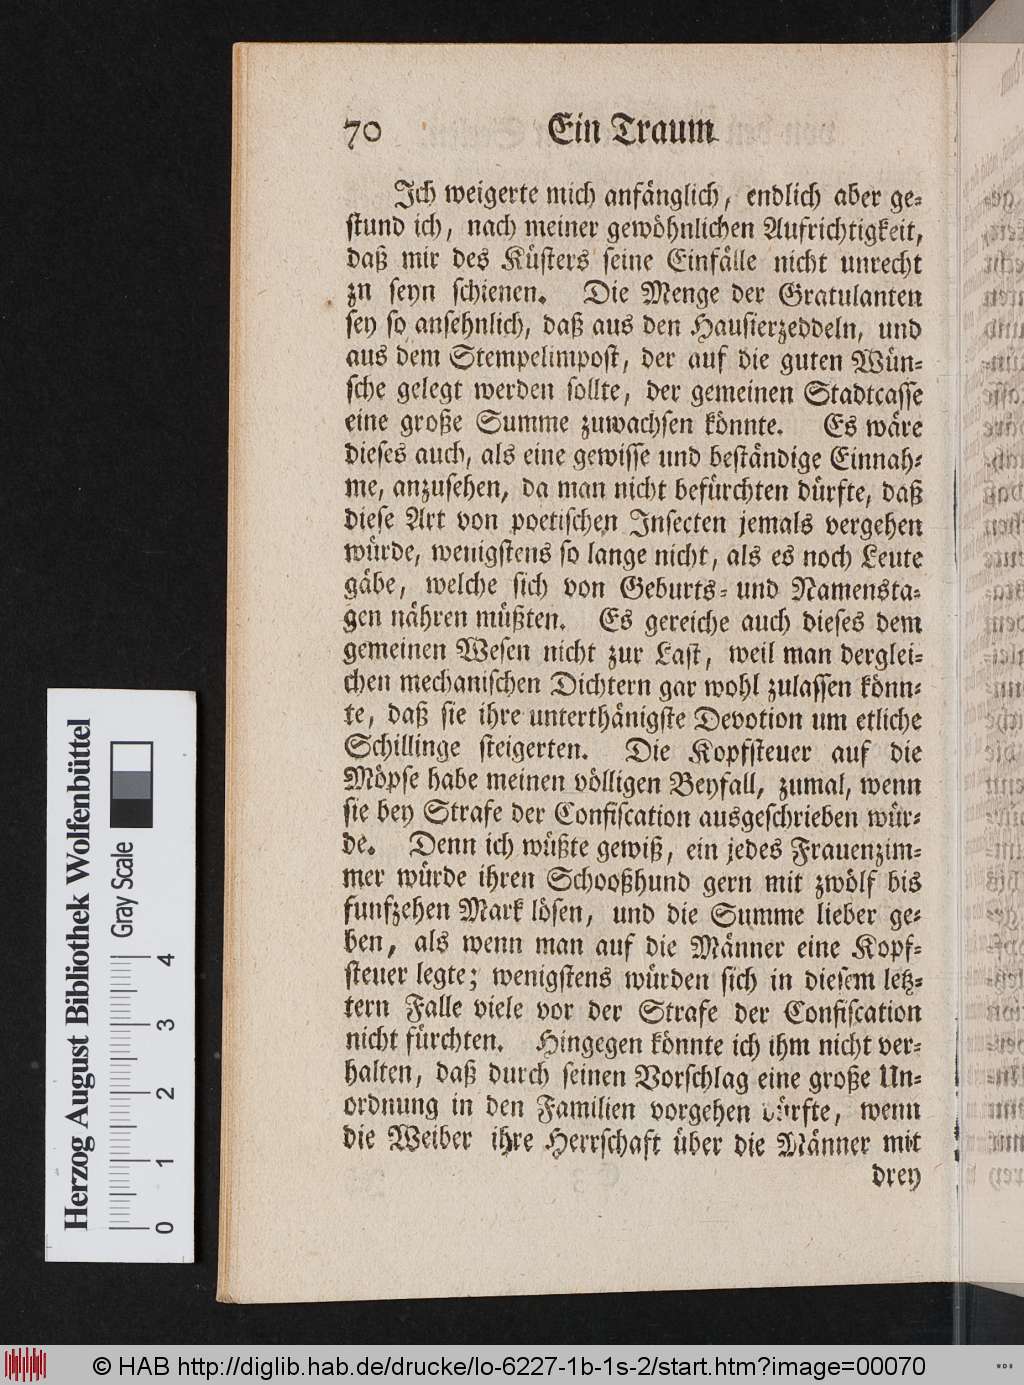 70 Ein Traum
Ich weigerte mich anfänglich, endlich aber ge-
stund ich, nach meiner gewöhnlichen Aufrichtigkeit,
daß mir des Küsters seine Einfälle nicht unrecht
zu seyn schienen. Die Menge der Gratulanten
sey so ansehnlich, daß aus den Hausierzeddeln, und
aus dem Stempelimpost, der auf die guten Wün-
sche gelegt werden sollte, der gemeinen Stadtcasse
eine große Summe zuwachsen könnte. Es wäre
dieses auch, als eine gewisse und beständige Einnah-
me, anzusehen, da man nicht befürchten dürfte, daß
diese Art von poetischen Insecten jemals vergehen
würde, wenigstens so lange nicht, als es noch Leute
gäbe, welche sich von Geburts- und Namensta-
gen nähren müßten. Es gereiche auch dieses dem
gemeinen Wesen nicht zur Last, weil man derglei-
chen mechanischen Dichtern gar wohl zulassen könn-
te, daß sie ihre unterthänigste Devotion um etliche
Schillinge steigerten. Die Kopfsteuer auf die
Möpse habe meinen völligen Beyfall, zumal, wenn
sie bey Strafe der Confiscation ausgeschrieben wür-
de. Denn ich wüßte gewiß, ein jedes Frauenzim-
mer würde ihren Schooßhund gern mit zwölf bis
funfzehen Mark lösen, und die Summe lieber ge-
ben, als wenn man auf die Männer eine Kopf-
steuer legte; wenigstens würden sich in diesem letz-
tern Falle viele vor der Strafe der Confiscation
nicht fürchten. Hingegen könnte ich ihm nicht ver-
halten, daß durch seinen Vorschlag eine große Un-
ordnung in den Familien vorgehen dürfte, wenn
die Weiber ihre Herrschaft über die Männer mit
drey
Herzog August Bibliothek Wolfenbüttel
Gray Scale
0 1 2 3 4
© HAB http://diglib.hab.de/drucke/lo-6227-1b-1s-2/start.htm?image=00070